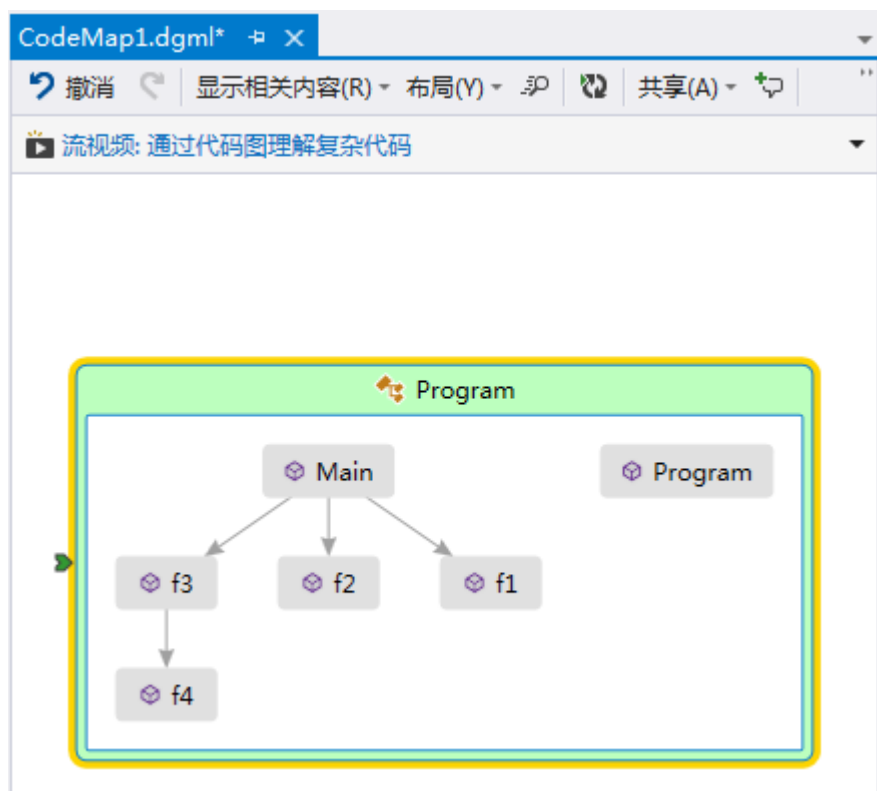 CodeMap1.dgml*
撤消 显示相关内容(R) 布局(Y) 共享(A)
流视频: 通过代码图理解复杂代码
Program
Main Program
f3 f2 f1
f4